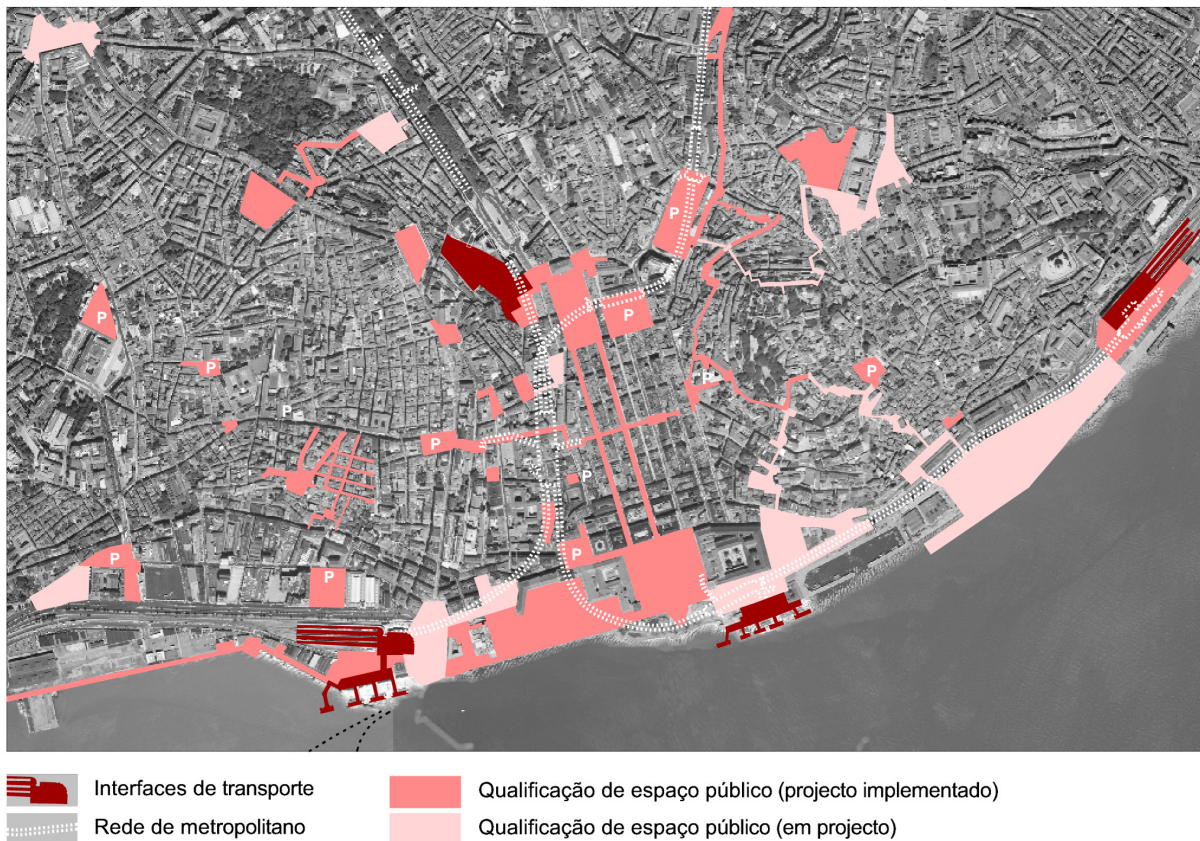 P
P
P
P
P
P
P
P
P
P
P
P
Interfaces de transporte
Rede de metropolitano
Qualificação de espaço público (projecto implementado)
Qualificação de espaço público (em projecto)